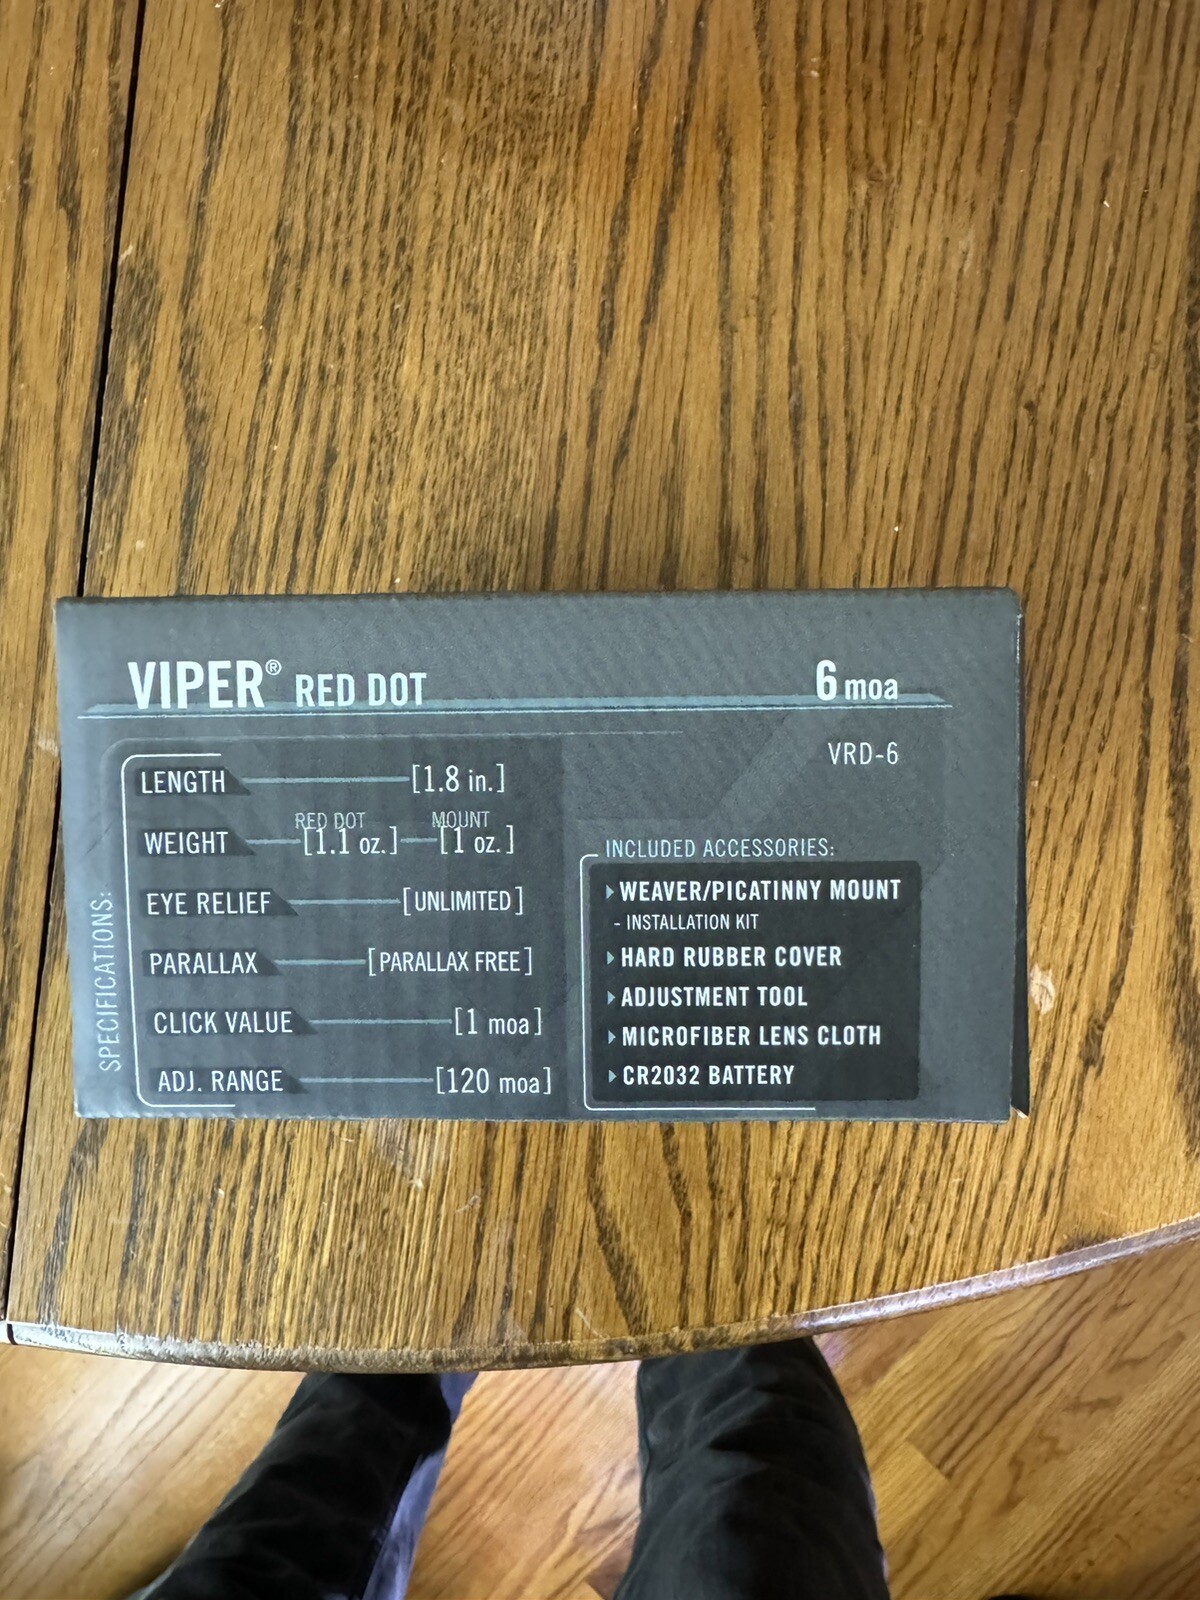 VIPER® RED DOT
6 moa
VRD-6
SPECIFICATIONS:
LENGTH [1.8 in.]
RED DOT MOUNT
WEIGHT [1.1 oz.] [1 oz.]
EYE RELIEF [UNLIMITED]
PARALLAX [PARALLAX FREE]
CLICK VALUE [1 moa]
ADJ. RANGE [120 moa]
INCLUDED ACCESSORIES:
WEAVER/PICATINNY MOUNT
- INSTALLATION KIT
HARD RUBBER COVER
ADJUSTMENT TOOL
MICROFIBER LENS CLOTH
CR2032 BATTERY